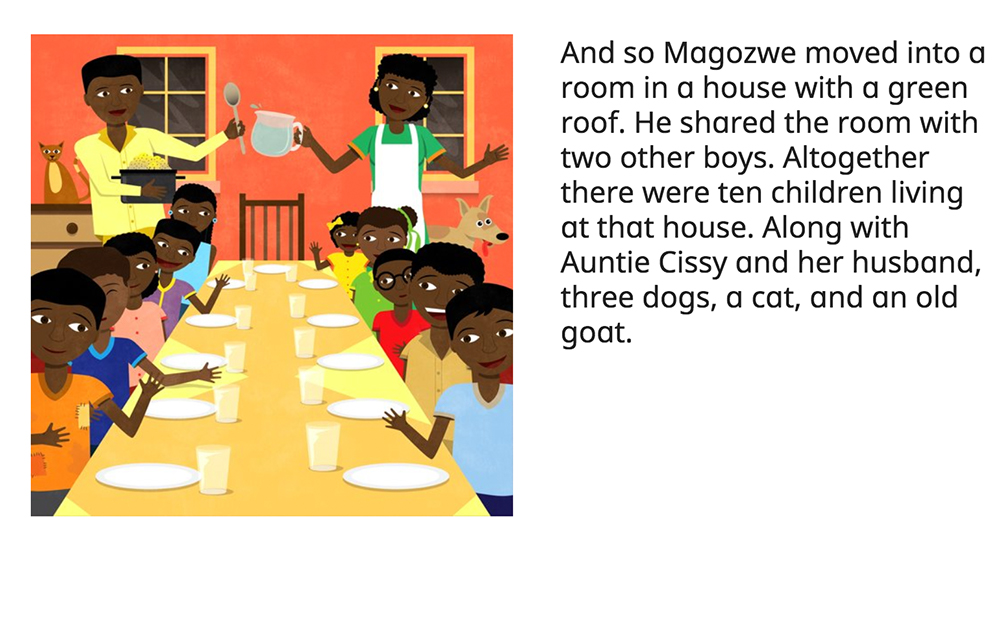 And so Magozwe moved into a
room in a house with a green
roof. He shared the room with
two other boys. Altogether
there were ten children living
at that house. Along with
Auntie Cissy and her husband,
three dogs, a cat, and an old
goat.